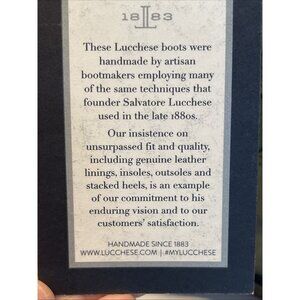 1883
These Lucchese boots were
handmade by artisan
bootmakers employing many
of the same techniques that
founder Salvatore Lucchese
used in the late 1880s.
Our insistence on
unsurpassed fit and quality,
including genuine leather
linings, insoles, outsoles and
stacked heels, is an example
of our commitment to his
enduring vision and to our
customers' satisfaction.
HANDMADE SINCE 1883
WWW.LUCCHESE.COM | #MYLUCCHESE